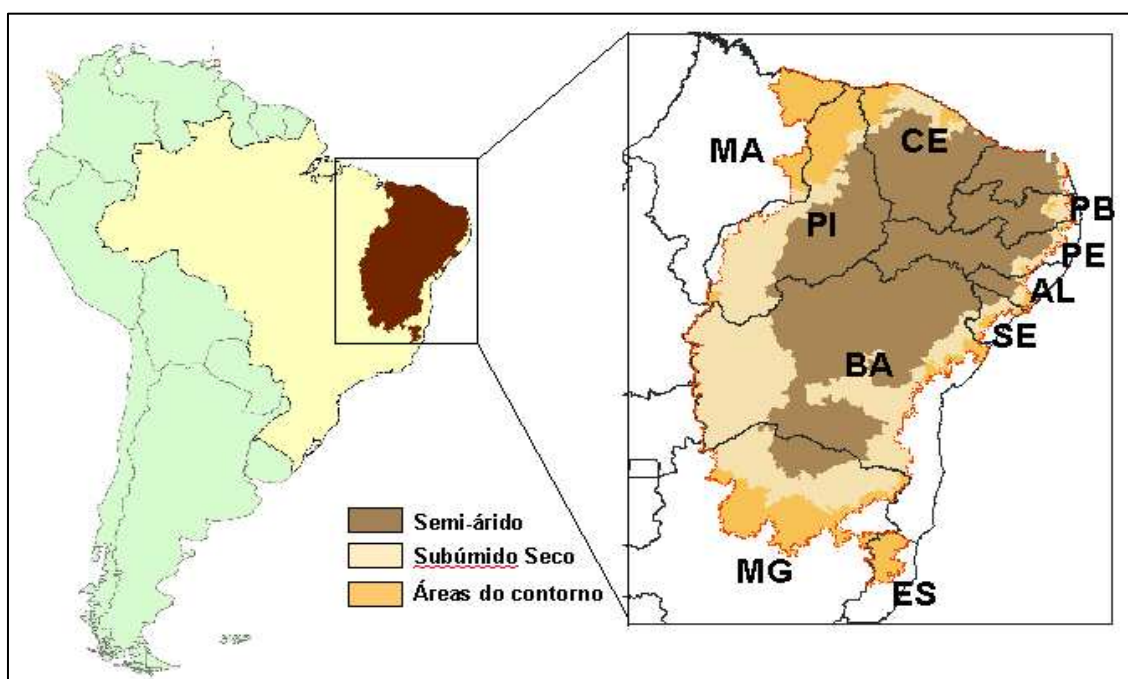 MA
CE
PI
PB
PE
AL
SE
BA
MG
ES
Semi-árido
Subúmido Seco
Áreas do contorno